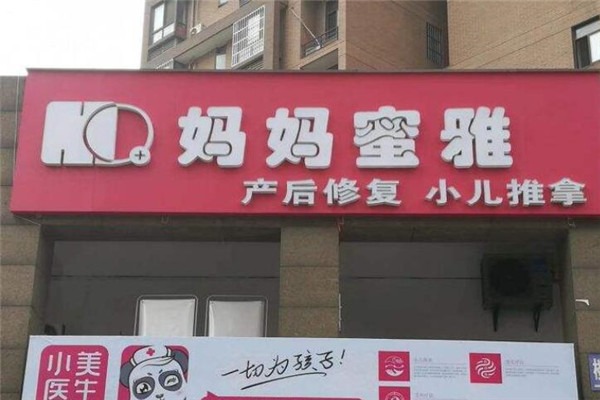 妈妈蜜雅
产后修复 小儿推拿
小美
医生
一切为孩子!